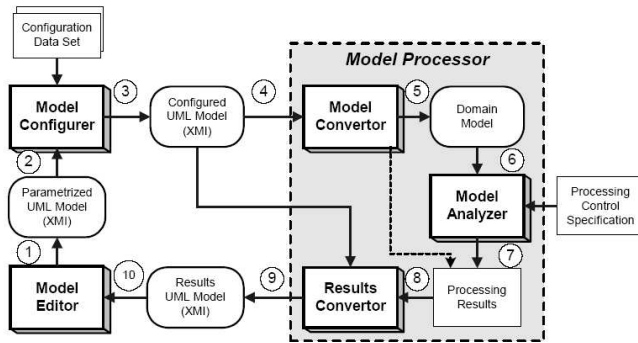 Configuration
Data Set
Model Processor
3
4
5
Model
Configurer
Configured
UML Model
(XMI)
Model
Convertor
Domain
Model
2
6
Parametrized
UML Model
(XMI)
Model
Analyzer
Processing
Control
Specification
1
7
10
9
8
Model
Editor
Results
UML Model
(XMI)
Results
Convertor
Processing
Results